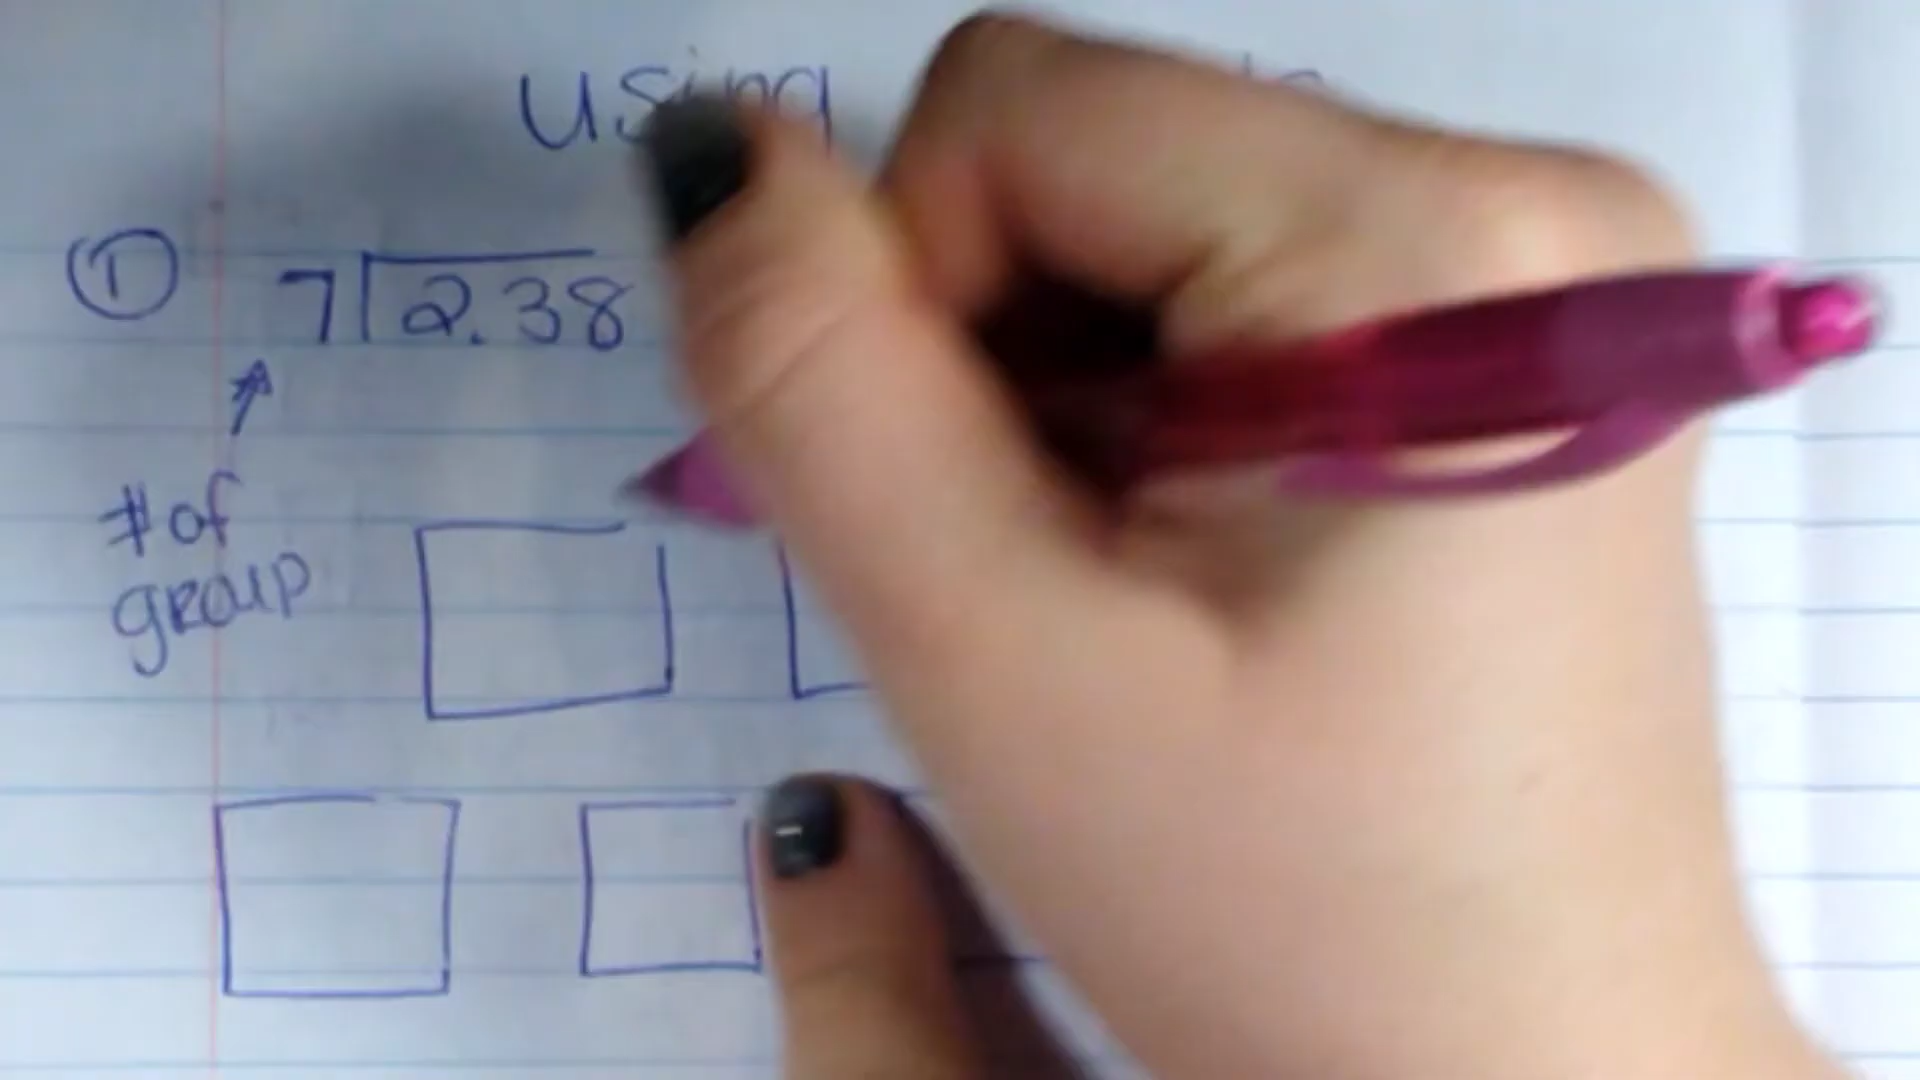 using
① 7 2.38
# of
group